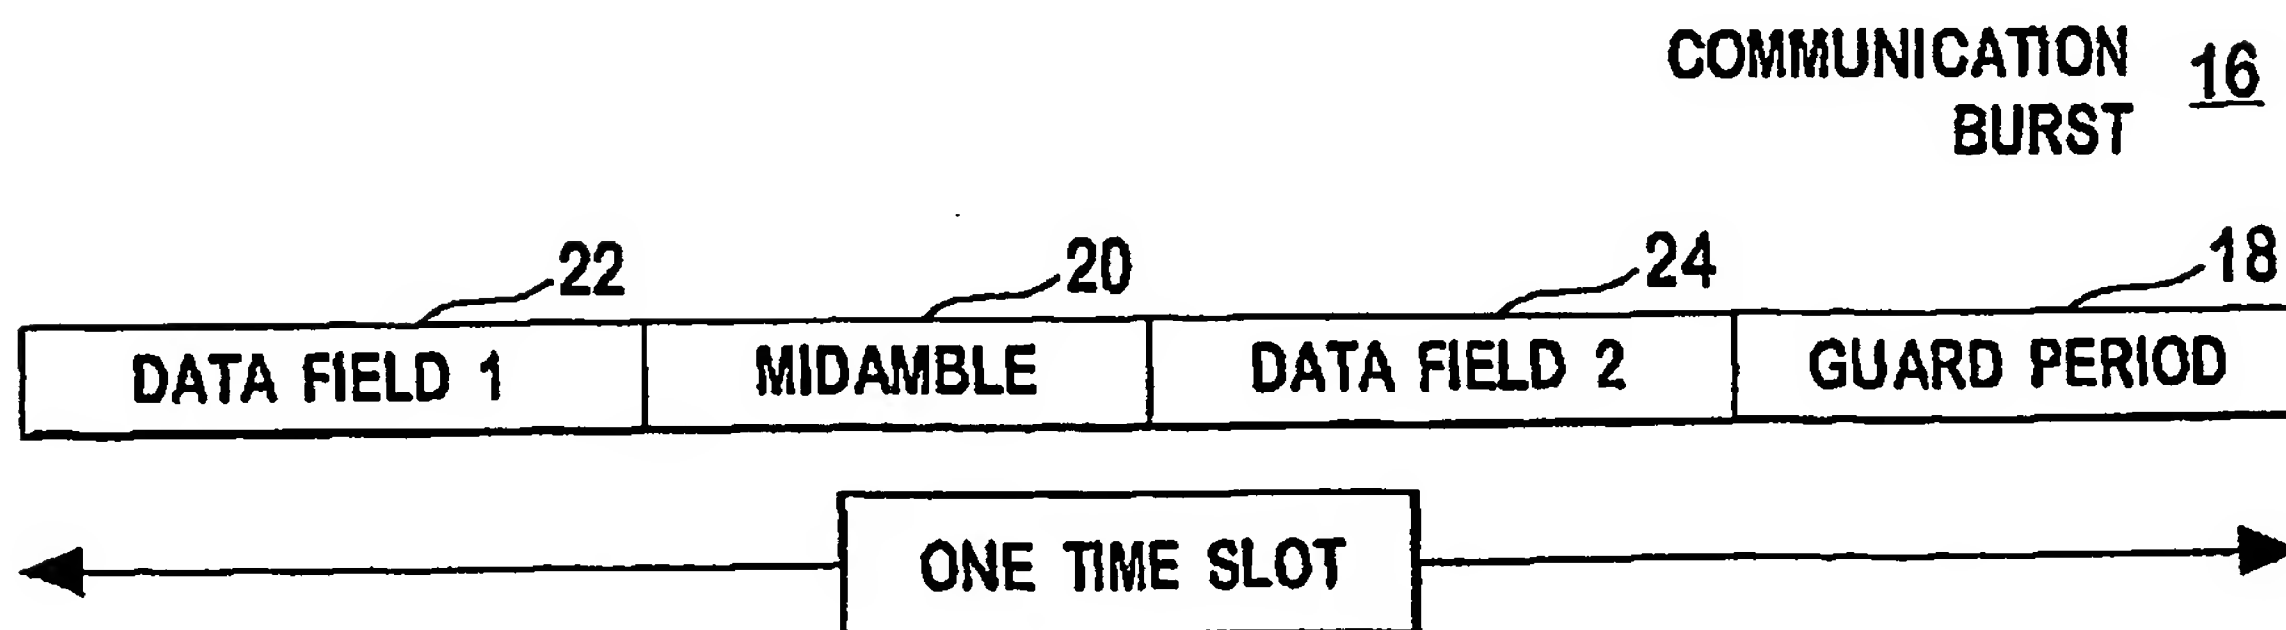 COMMUNICATION
BURST
16
22
20
24
18
DATA FIELD 1
MIDAMBLE
DATA FIELD 2
GUARD PERIOD
ONE TIME SLOT